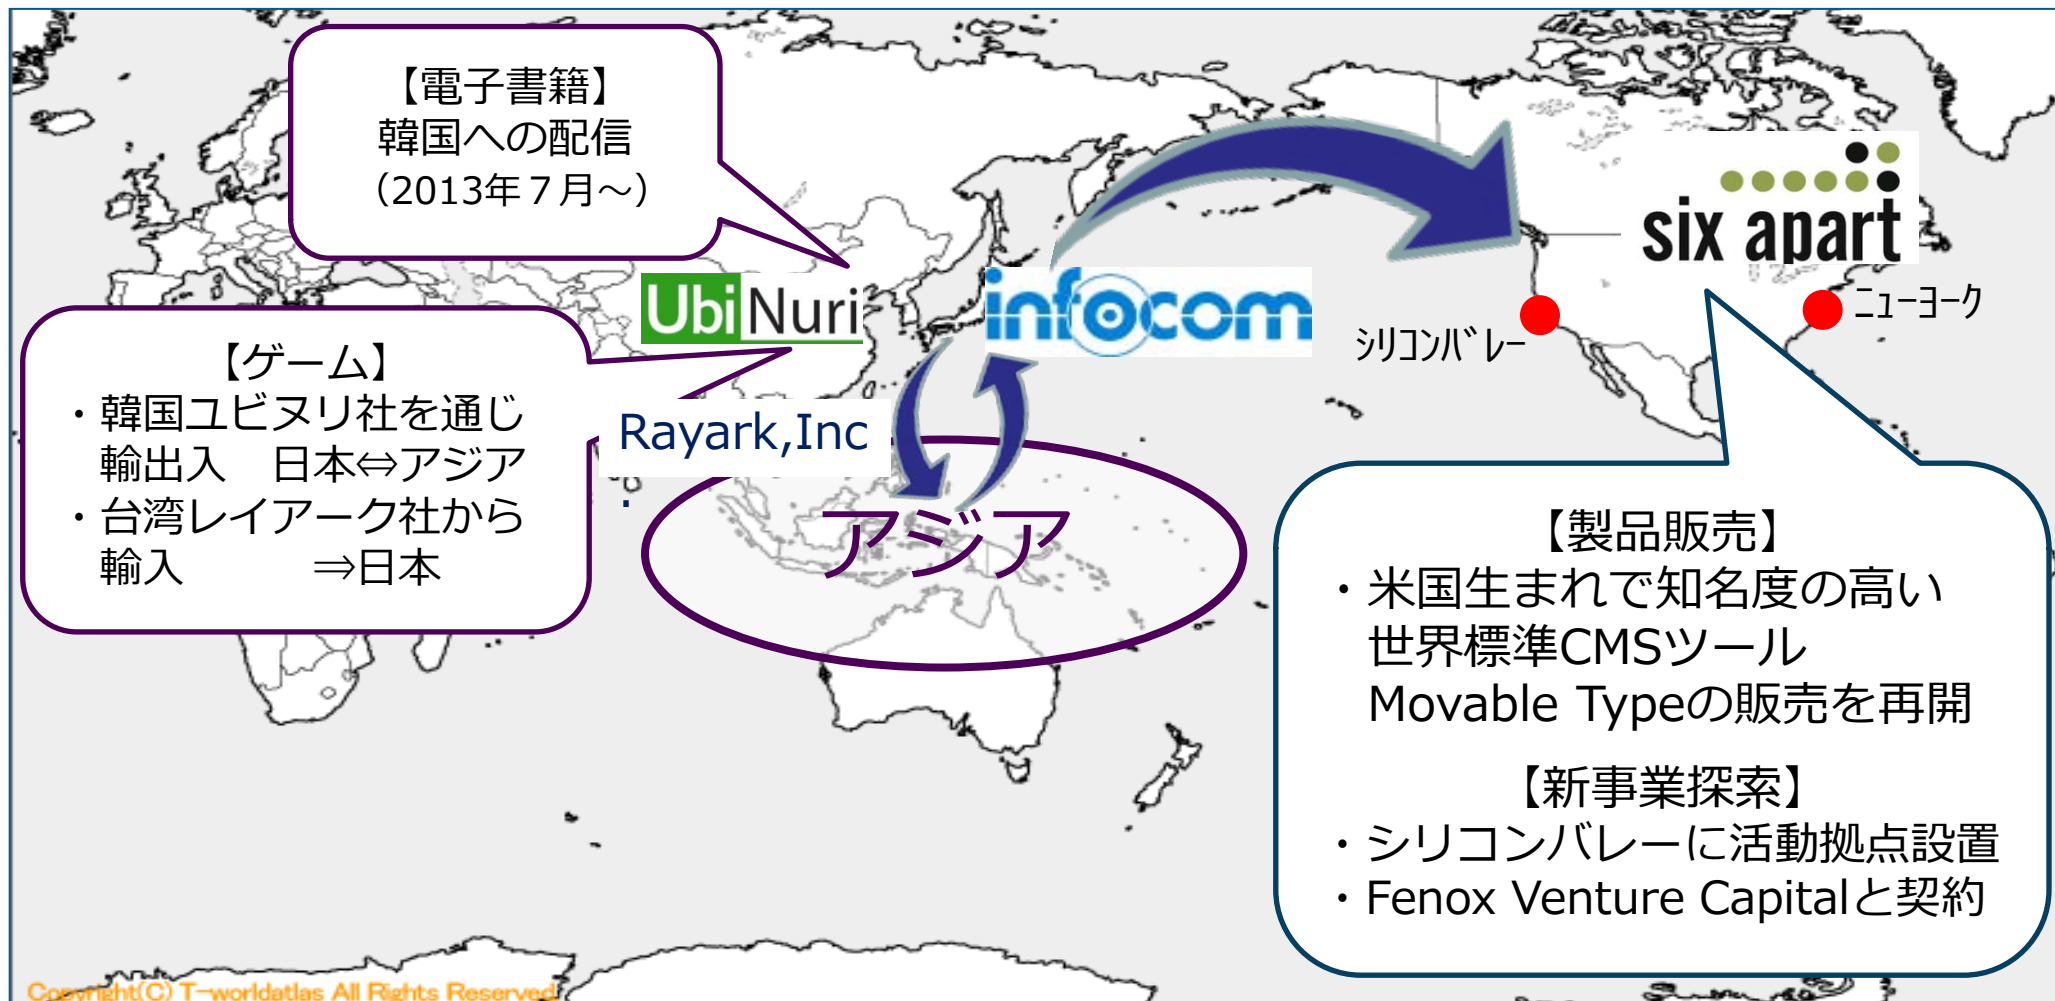 【電子書籍】
韓国への配信
（2013年７月～）
Ubi Nuri
infocom
six apart
ｼﾘｺﾝﾊﾞﾚｰ
ﾆｭｰﾖｰｸ
【ゲーム】
・韓国ユビヌリ社を通じ
輸出入　日本⇔アジア
・台湾レイアーク社から
輸入　　　⇒日本
Rayark,Inc
.
アジア
【製品販売】
・米国生まれで知名度の高い
世界標準CMSツール
Movable Typeの販売を再開
【新事業探索】
・シリコンバレーに活動拠点設置
・Fenox Venture Capitalと契約
Copyright(C) T-worldatlas All Rights Reserved